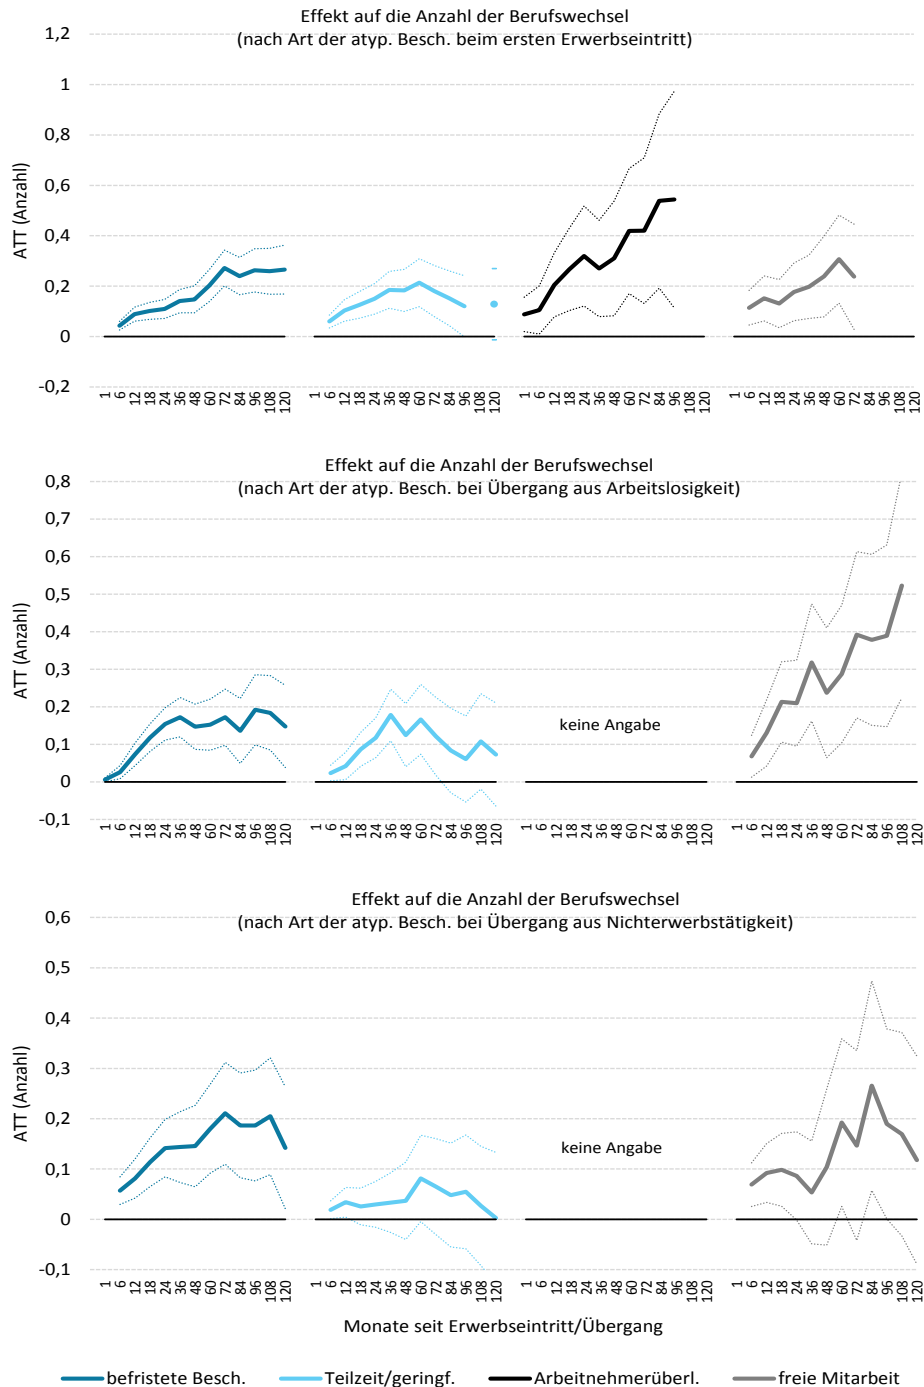 Effekt auf die Anzahl der Berufswechsel
(nach Art der atyp. Besch. beim ersten Erwerbseintritt)
ATT (Anzahl)
1,2
1
0,8
0,6
0,4
0,2
0
-0,2
1 6 12 18 24 36 48 60 72 84 96 108 120
1 6 12 18 24 36 48 60 72 84 96 108 120
1 6 12 18 24 36 48 60 72 84 96 108 120
1 6 12 18 24 36 48 60 72 84 96 108 120
Effekt auf die Anzahl der Berufswechsel
(nach Art der atyp. Besch. bei Übergang aus Arbeitslosigkeit)
ATT (Anzahl)
0,8
0,7
0,6
0,5
0,4
0,3
0,2
0,1
0
-0,1
keine Angabe
1 6 12 18 24 36 48 60 72 84 96 108 120
1 6 12 18 24 36 48 60 72 84 96 108 120
1 6 12 18 24 36 48 60 72 84 96 108 120
1 6 12 18 24 36 48 60 72 84 96 108 120
Effekt auf die Anzahl der Berufswechsel
(nach Art der atyp. Besch. bei Übergang aus Nichterwerbstätigkeit)
ATT (Anzahl)
0,6
0,5
0,4
0,3
0,2
0,1
0
-0,1
keine Angabe
1 6 12 18 24 36 48 60 72 84 96 108 120
1 6 12 18 24 36 48 60 72 84 96 108 120
1 6 12 18 24 36 48 60 72 84 96 108 120
1 6 12 18 24 36 48 60 72 84 96 108 120
Monate seit Erwerbseintritt/Übergang
befristete Besch.
Teilzeit/geringf.
Arbeitnehmerüberl.
freie Mitarbeit